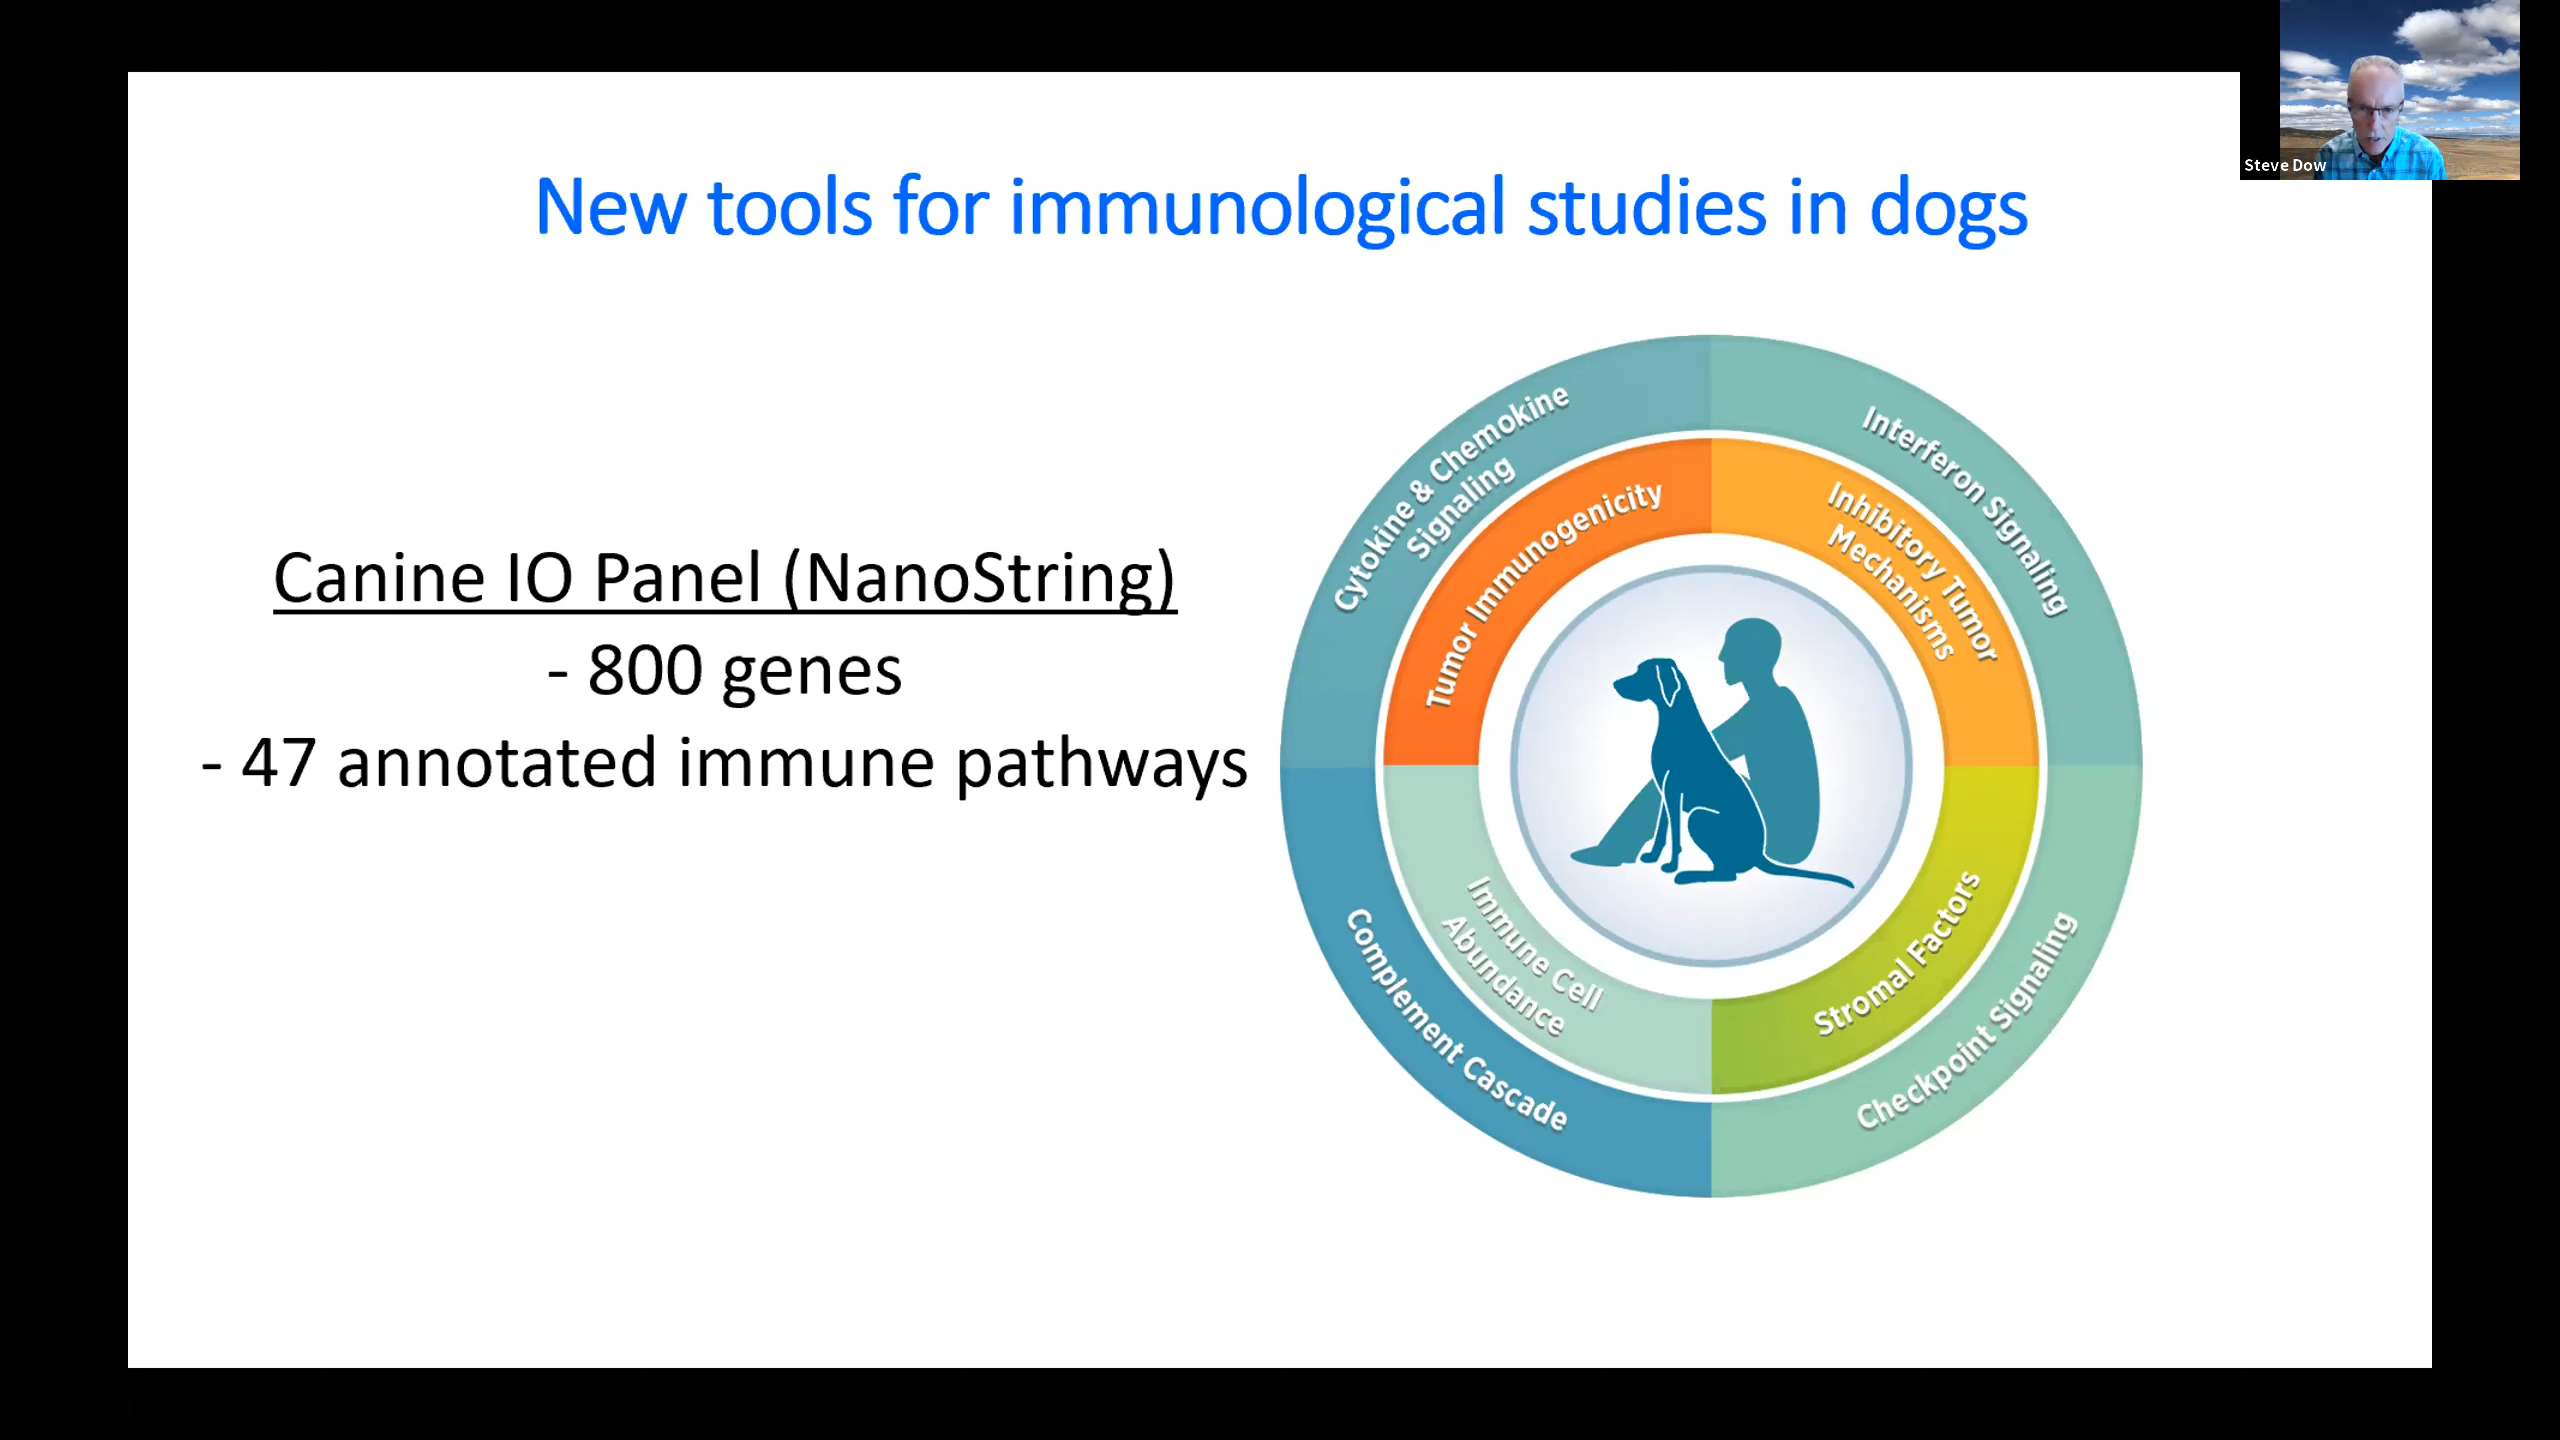 Steve Dow
New tools for immunological studies in dogs
Canine IO Panel (NanoString)
- 800 genes
- 47 annotated immune pathways
Cytokine & Chemokine
Signaling
Interferon Signaling
Tumor Immunogenicity
Inhibitory Tumor
Mechanisms
Immune Cell
Abundance
Stromal Factors
Complement Cascade
Checkpoint Signaling